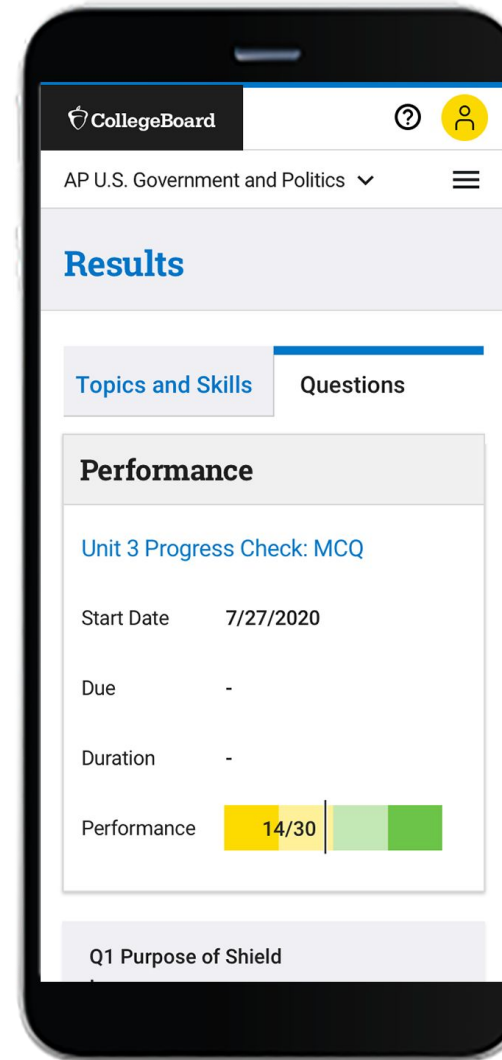 CollegeBoard
AP U.S. Government and Politics
Results
Topics and Skills
Questions
Performance
Unit 3 Progress Check: MCQ
Start Date 7/27/2020
Due -
Duration -
Performance 14/30
Q1 Purpose of Shield